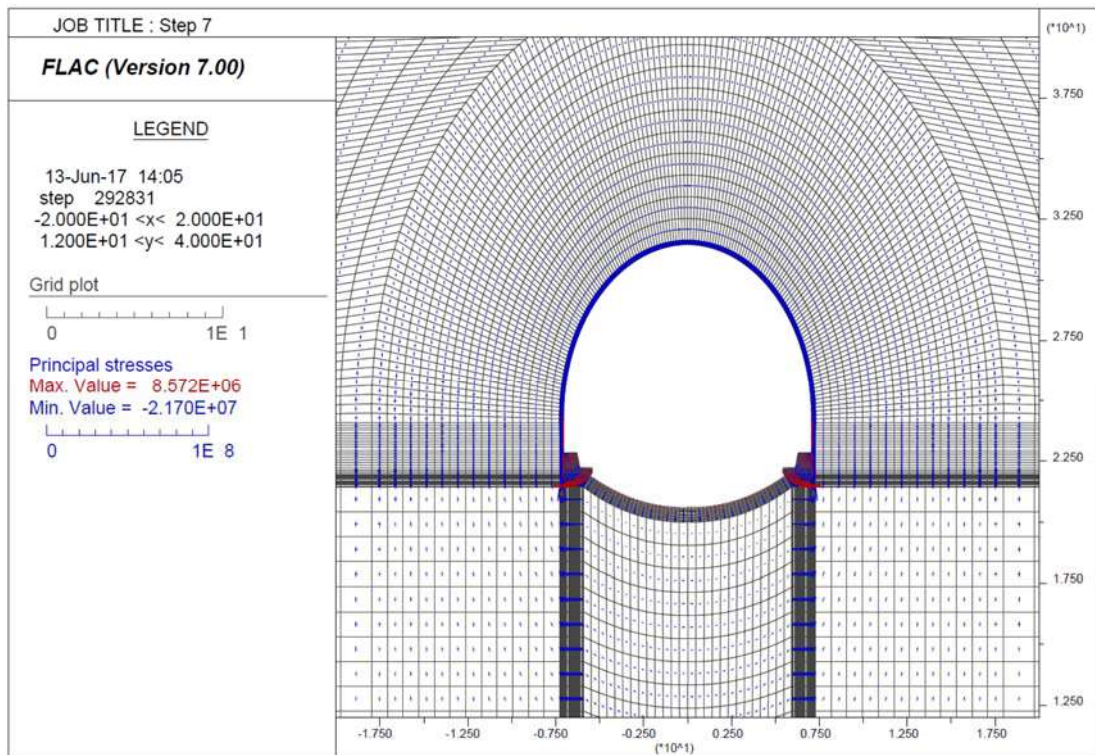 JOB TITLE : Step 7
(*10^1)
FLAC (Version 7.00)
LEGEND
13-Jun-17 14:05
step 292831
-2.000E+01 <x< 2.000E+01
1.200E+01 <y< 4.000E+01
Grid plot
0 1E 1
Principal stresses
Max. Value = 8.572E+06
Min. Value = -2.170E+07
0 1E 8
3.750
3.250
2.750
2.250
1.750
1.250
-1.750 -1.250 -0.750 -0.250 0.250 0.750 1.250 1.750
(*10^1)